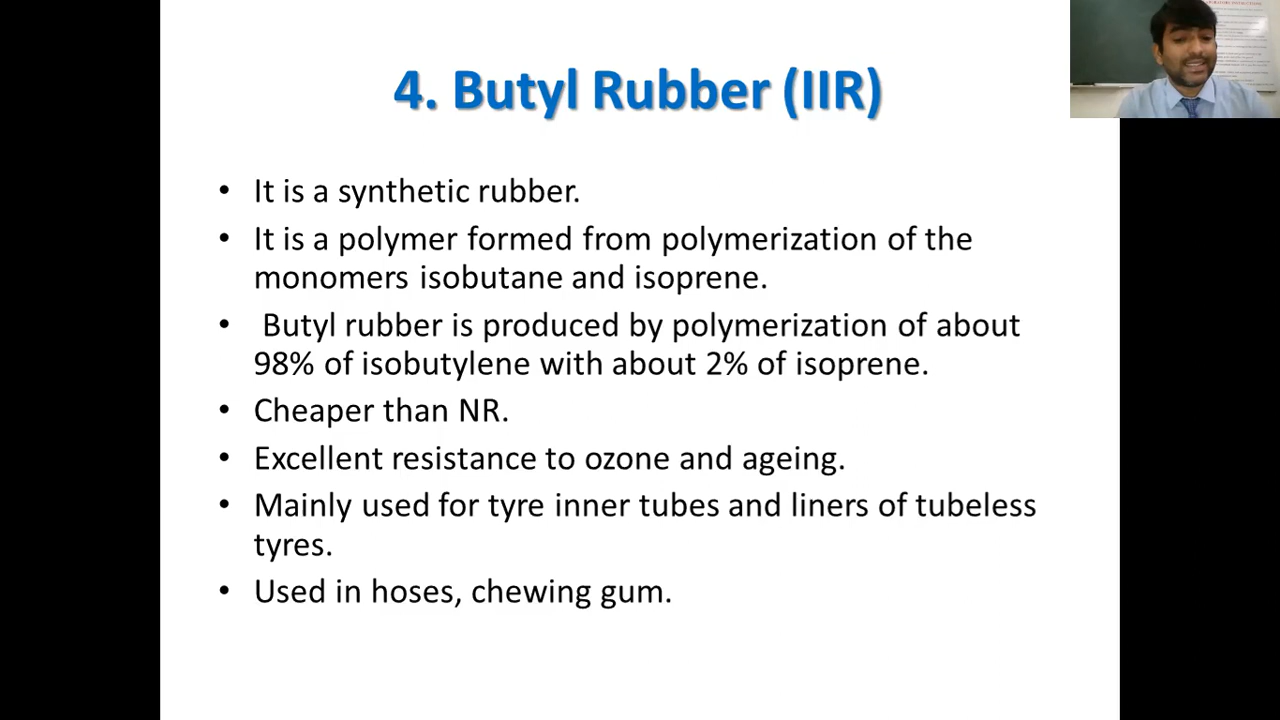 4. Butyl Rubber (IIR)
• It is a synthetic rubber.
• It is a polymer formed from polymerization of the
monomers isobutane and isoprene.
• Butyl rubber is produced by polymerization of about
98% of isobutylene with about 2% of isoprene.
• Cheaper than NR.
• Excellent resistance to ozone and ageing.
• Mainly used for tyre inner tubes and liners of tubeless
tyres.
• Used in hoses, chewing gum.